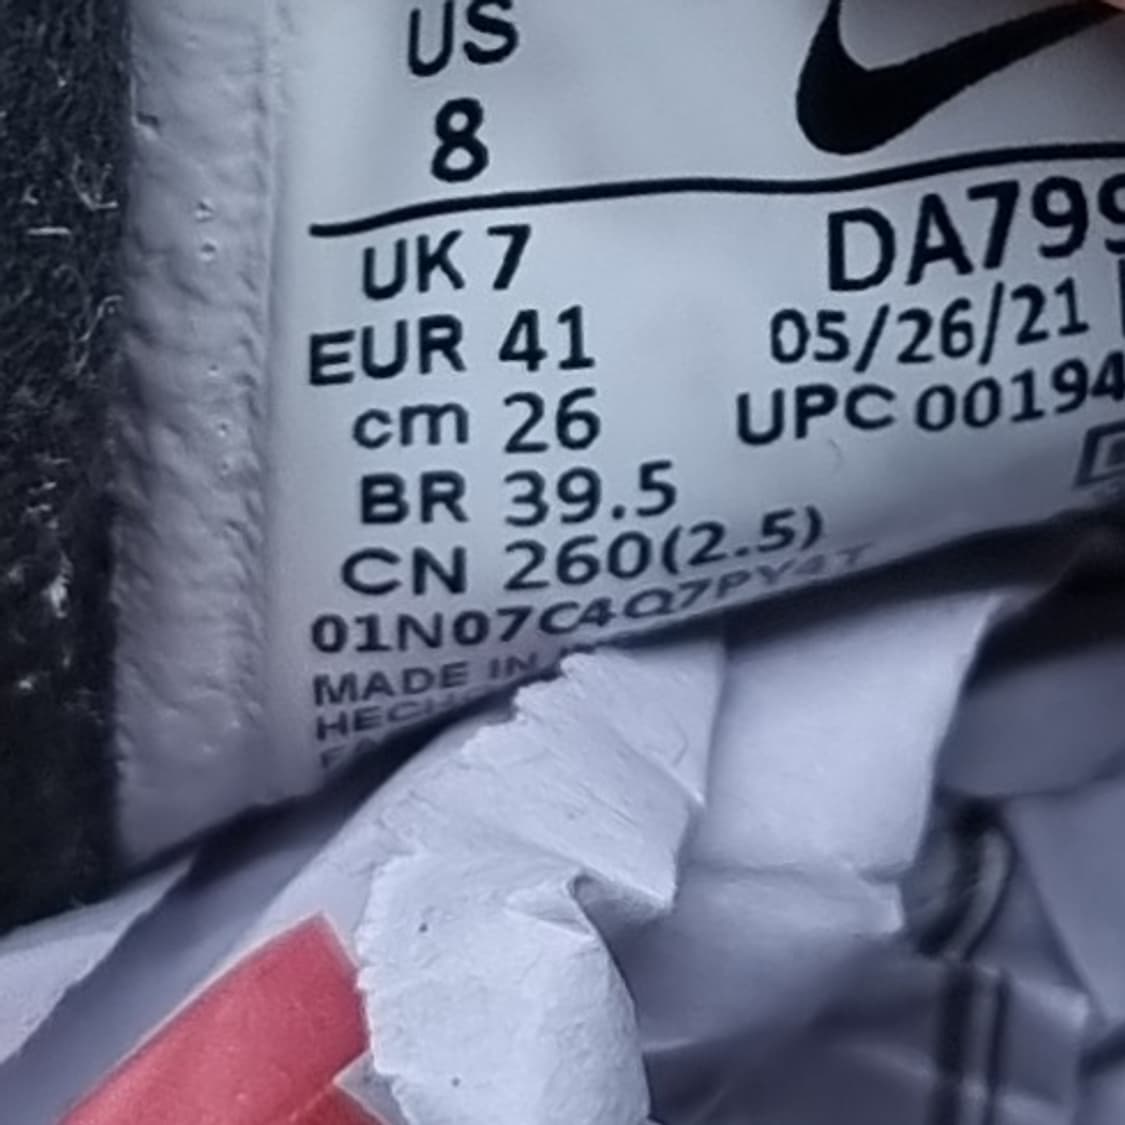 US
8
UK 7
EUR 41
cm 26
BR 39.5
CN 260(2.5)
01N07C4Q7PY4T
MADE IN
DA799
05/26/21
UPC 00194